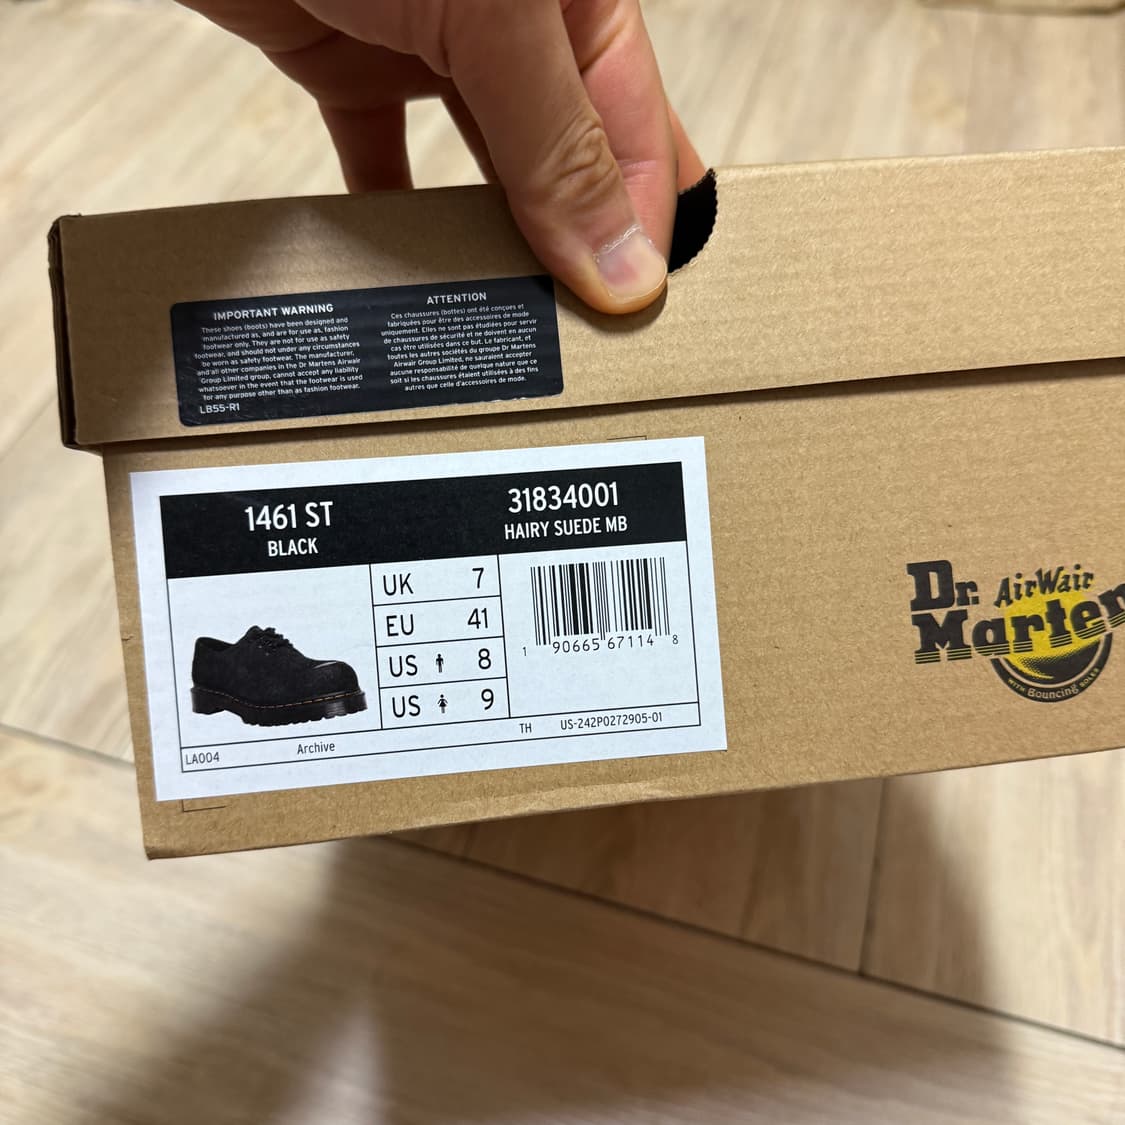 IMPORTANT WARNING
These shoes (boots) have been designed and
manufactured as, and are for use as, fashion
footwear only. They are not for use as safety
footwear, and should not under any circumstances
be worn as safety footwear. The manufacturer,
and all other companies in the Dr Martens Airwair
Group Limited group, cannot accept any liability
whatsoever in the event that the footwear is used
for any purpose other than as fashion footwear.
LB55-R1
ATTENTION
Ces chaussures (bottes) ont été conçues et
fabriquées pour être des accessoires de mode
uniquement. Elles ne sont pas étudiées pour servir
de chaussures de sécurité et ne doivent en aucun
cas être utilisées dans ce but. Le fabricant, et
toutes les autres sociétés du groupe Dr Martens
Airwair Group Limited, ne sauraient accepter
aucune responsabilité de quelque nature que ce
soit si les chaussures étaient utilisées à des fins
autres que celle d'accessoires de mode.
1461 ST
BLACK
31834001
HAIRY SUEDE MB
UK 7
EU 41
US 8
US 9
1 90665 67114 8
LA004
Archive
TH
US-242P0272905-01
Dr. AirWair
Marten
WITH Bouncing SOLES